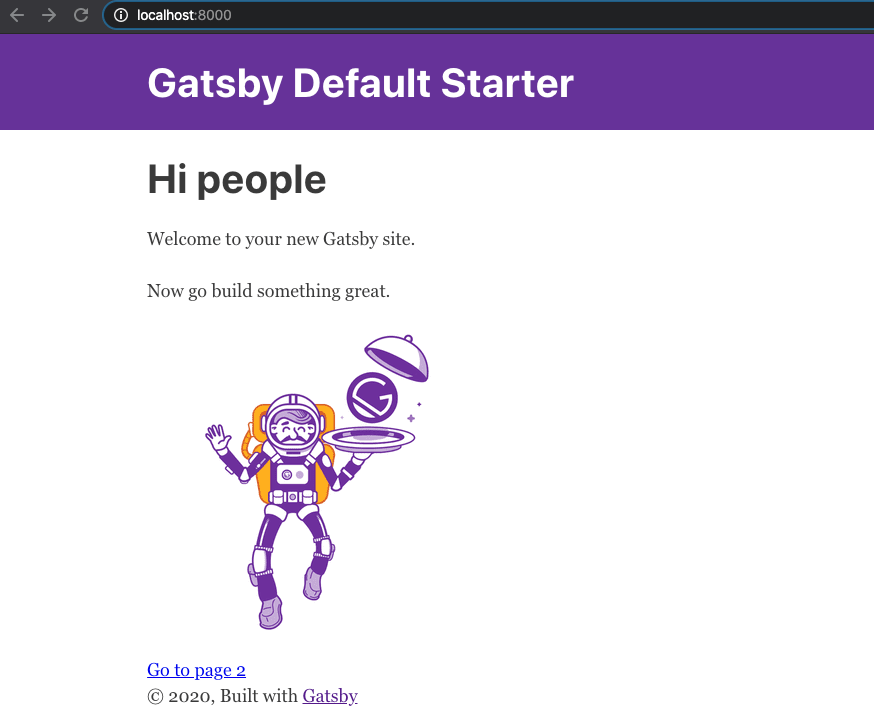 localhost:8000
Gatsby Default Starter
Hi people
Welcome to your new Gatsby site.
Now go build something great.
Go to page 2
© 2020, Built with Gatsby